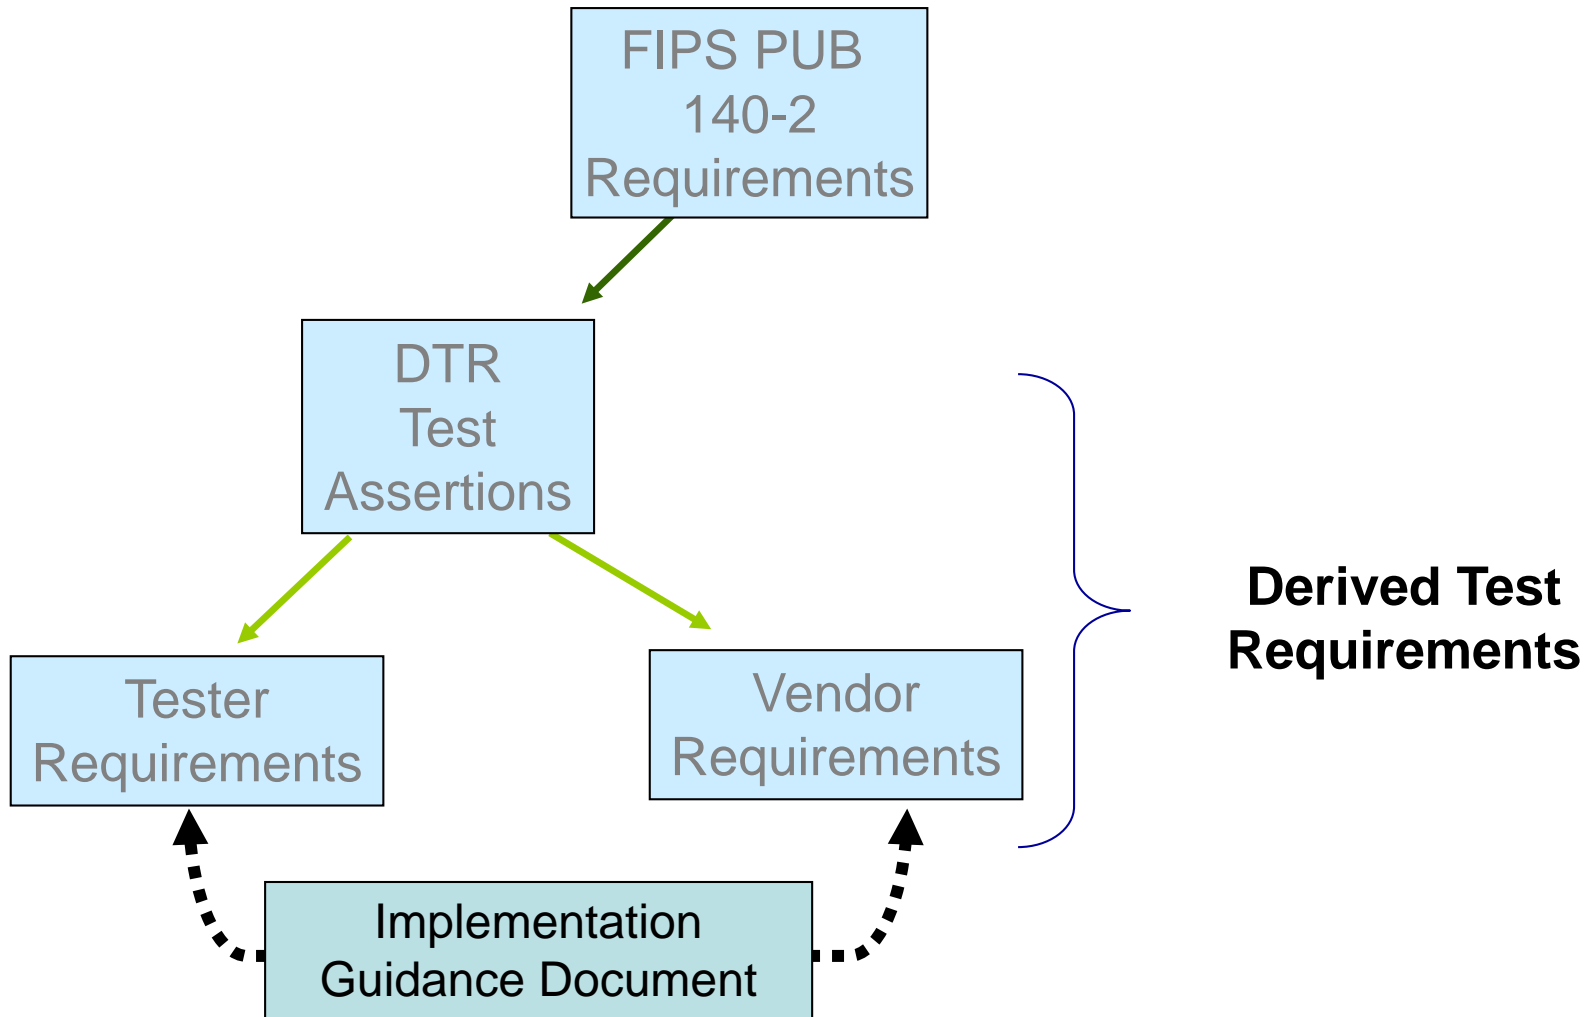 FIPS PUB
140-2
Requirements
DTR
Test
Assertions
Derived Test
Requirements
Tester
Requirements
Vendor
Requirements
Implementation
Guidance Document